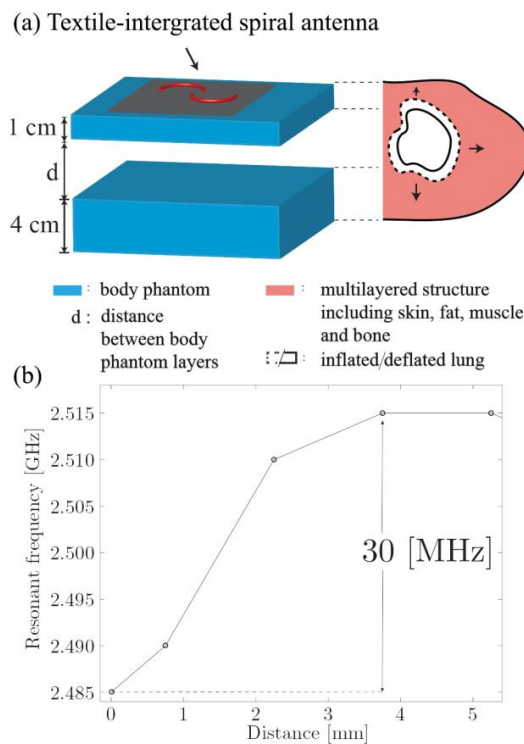 (a) Textile-intergrated spiral antenna
1 cm
d
4 cm
: body phantom
d : distance
between body
phantom layers
: multilayered structure
including skin, fat, muscle
and bone
: inflated/deflated lung
(b)
Resonant frequency [GHz]
2.515
2.510
2.505
2.500
2.495
2.490
2.485
30 [MHz]
0 1 2 3 4 5
Distance [mm]